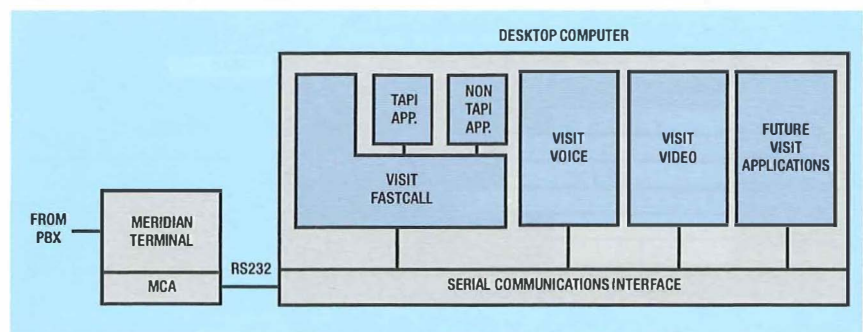 DESKTOP COMPUTER
TAPI
APP.
NON
TAPI
APP.
VISIT
FASTCALL
VISIT
VOICE
VISIT
VIDEO
FUTURE
VISIT
APPLICATIONS
FROM
PBX
MERIDIAN
TERMINAL
MCA
RS232
SERIAL COMMUNICATIONS INTERFACE